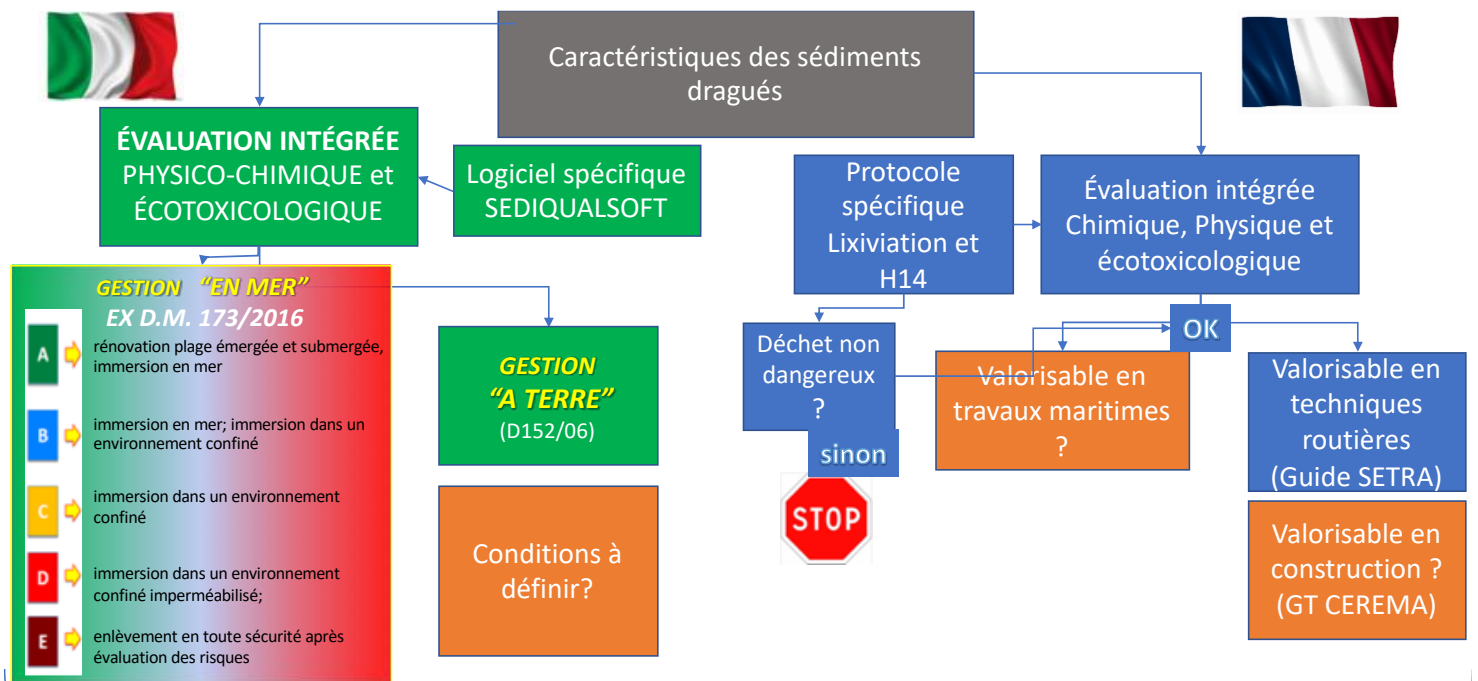 Caractéristiques des sédiments
dragués
ÉVALUATION INTÉGRÉE
PHYSICO-CHIMIQUE et
ÉCOTOXICOLOGIQUE
Logiciel spécifique
SEDIQUALSOFT
GESTION “EN MER”
EX D.M. 173/2016
A
rénovation plage émergée et submergée,
immersion en mer
B
immersion en mer; immersion dans un
environnement confiné
C
immersion dans un environnement
confiné
D
immersion dans un environnement
confiné imperméabilisé;
E
enlèvement en toute sécurité après
évaluation des risques
GESTION
“A TERRE”
(D152/06)
Conditions à
définir?
Protocole
spécifique
Lixiviation et
H14
Évaluation intégrée
Chimique, Physique et
écotoxicologique
Déchet non
dangereux
?
sinon
STOP
OK
Valorisable en
travaux maritimes
?
Valorisable en
techniques
routières
(Guide SETRA)
Valorisable en
construction ?
(GT CEREMA)